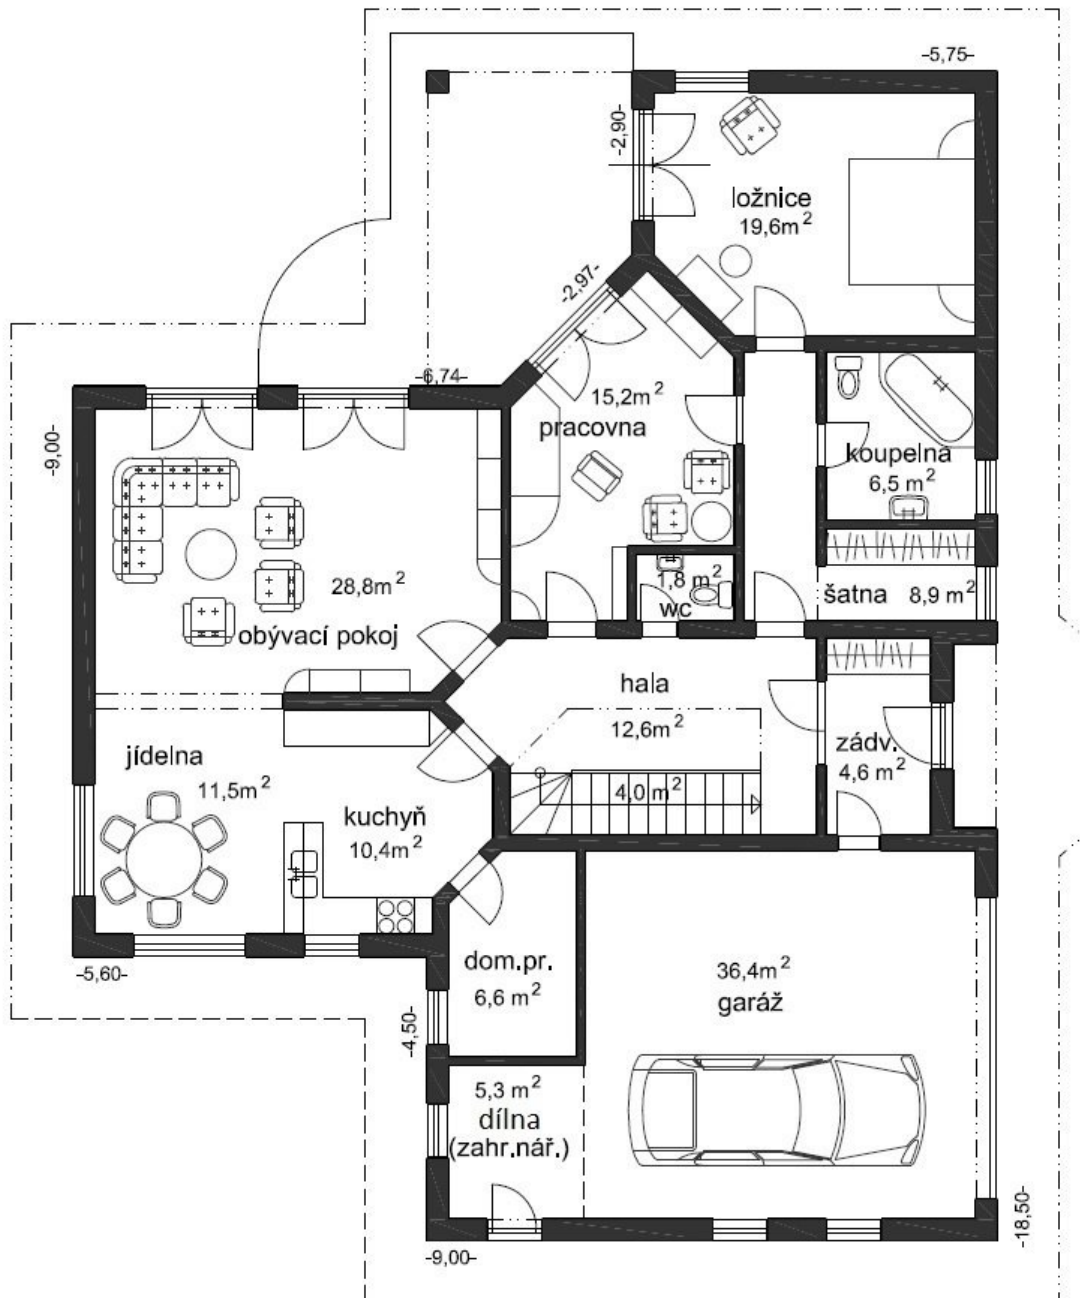 -5,75-
-2,90-
ložnice
19,6m²
-2,97-
-6,74-
15,2m²
pracovna
-9,00-
koupelna
6,5 m²
28,8m²
obývací pokoj
1,8 m²
wc
šatna 8,9 m²
hala
12,6m²
zádv.
4,6 m²
jídelna
11,5m²
4,0 m²
kuchyň
10,4m²
-5,60-
dom.pr.
6,6 m²
36,4m²
garáž
-4,50-
5,3 m²
dílna
(zahr.nář.)
-9,00-
-18,50-